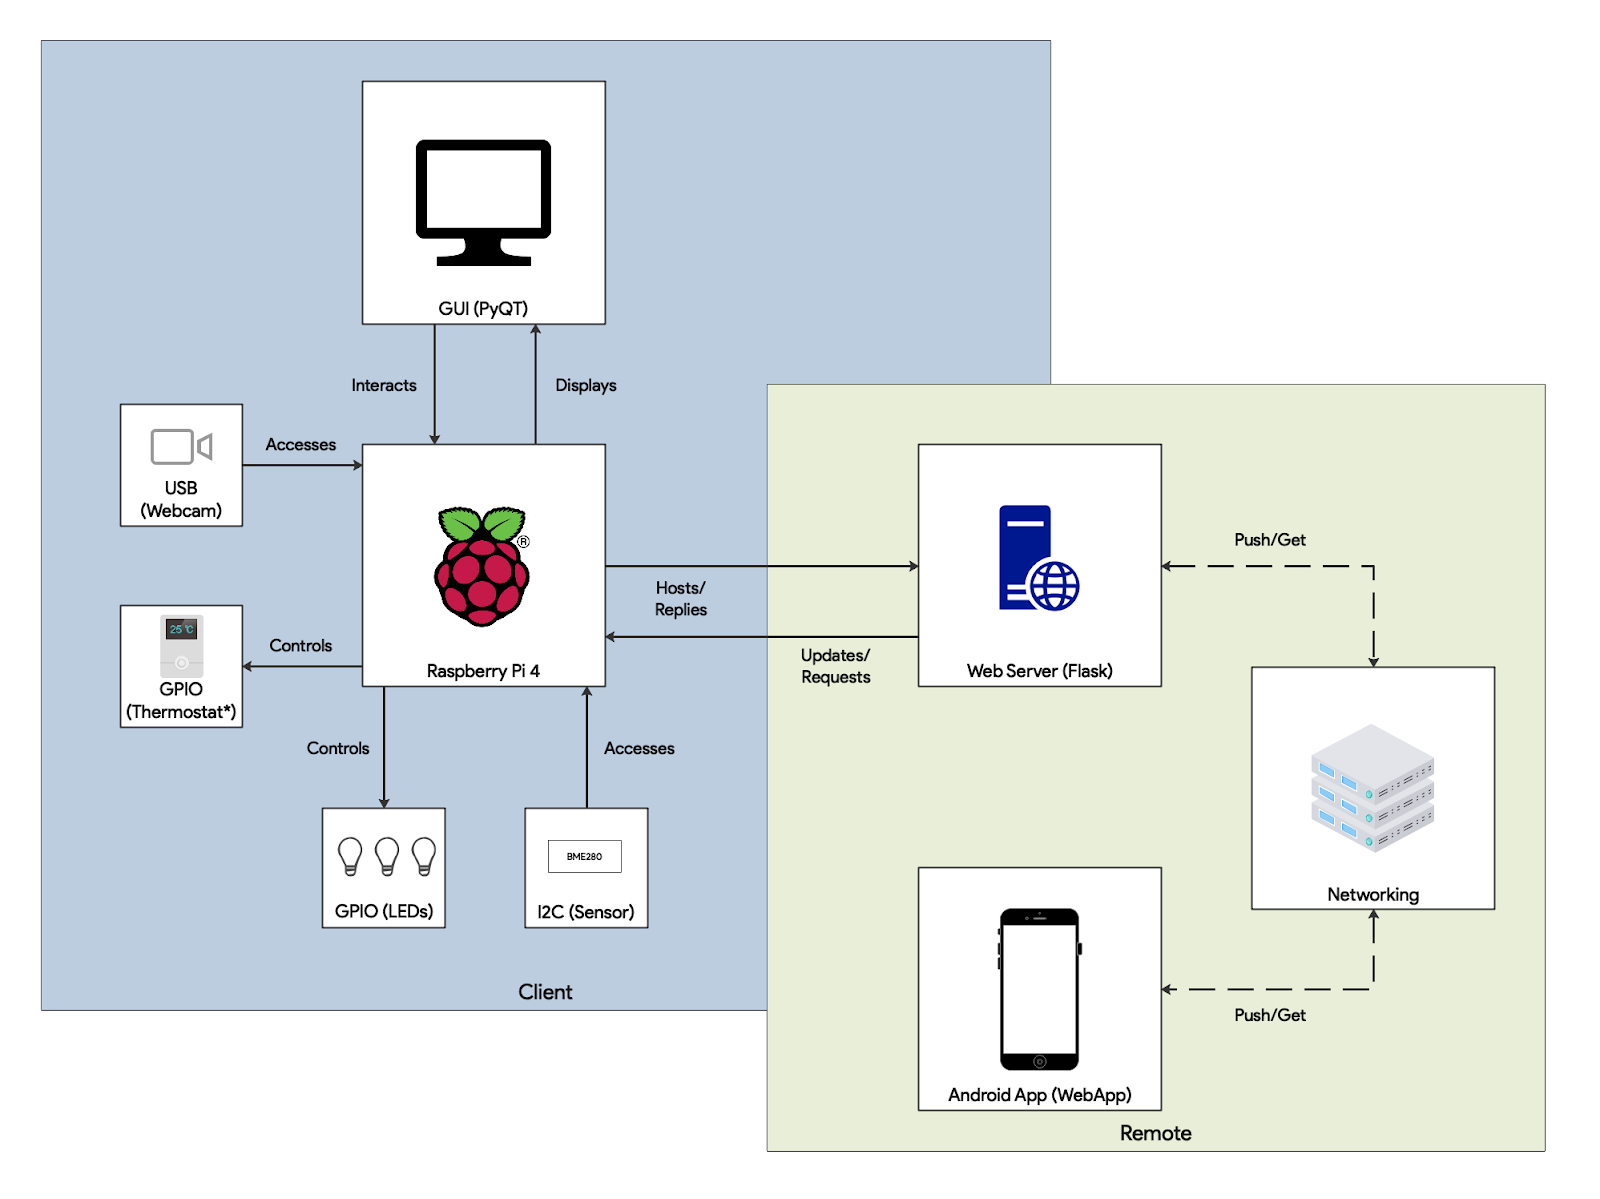 GUI (PyQT)
Interacts
Displays
Accesses
USB
(Webcam)
®
Raspberry Pi 4
25 °C
GPIO
(Thermostat*)
Controls
Controls
Accesses
GPIO (LEDs)
BME280
I2C (Sensor)
Client
Hosts/
Replies
Updates/
Requests
Web Server (Flask)
Push/Get
Networking
Push/Get
Android App (WebApp)
Remote